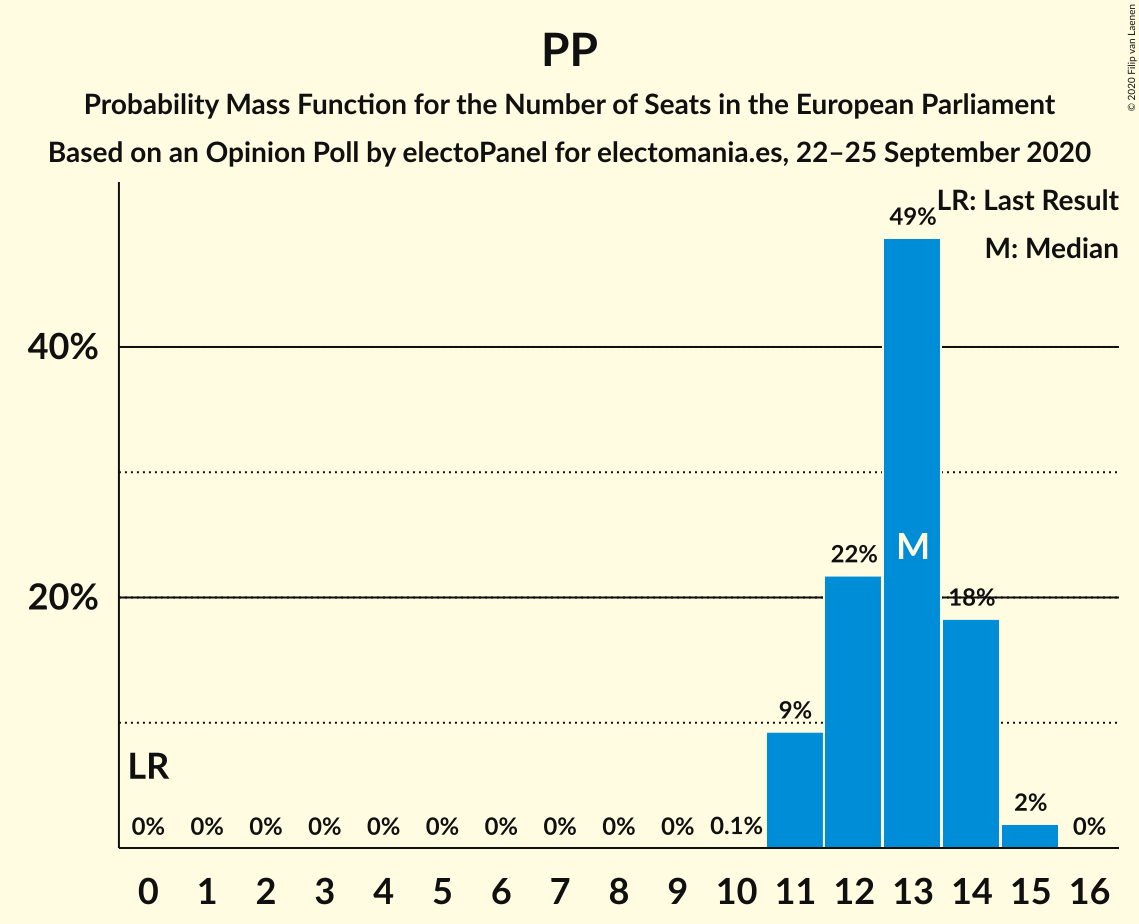 PP
Probability Mass Function for the Number of Seats in the European Parliament
Based on an Opinion Poll by electoPanel for electomania.es, 22–25 September 2020
© 2020 Filip van Laenen
LR: Last Result
M: Median
49%
40%
M
22%
20%
18%
9%
LR
2%
0% 0% 0% 0% 0% 0% 0% 0% 0% 0% 0.1% 0%
0 1 2 3 4 5 6 7 8 9 10 11 12 13 14 15 16